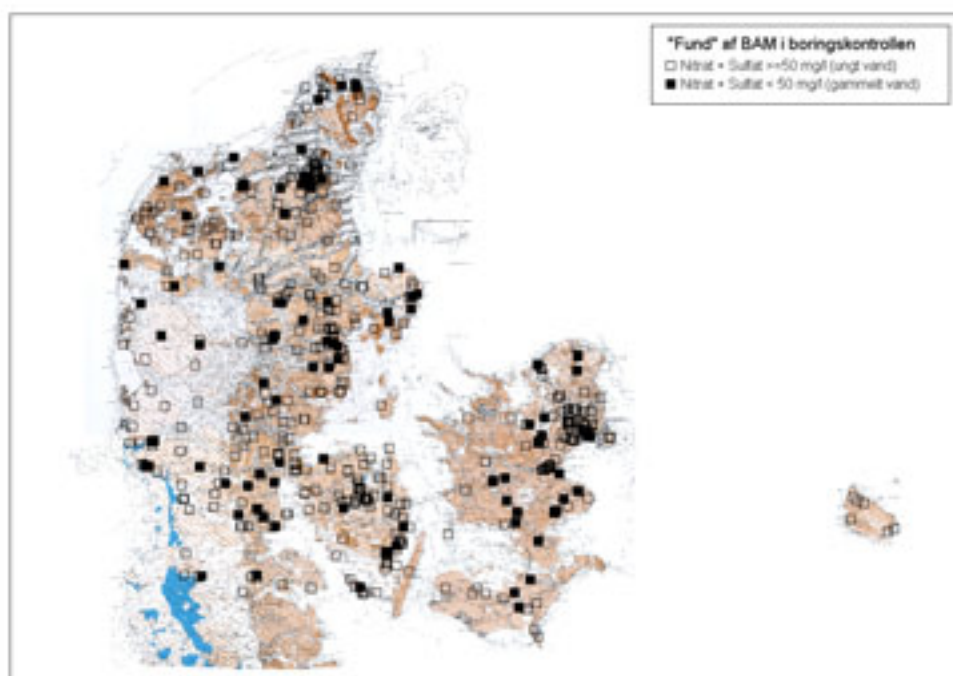 "Fund" af BAM i boringskontrollen
Nitrat + Sulfat >=50 mg/l (ungt vand)
Nitrat + Sulfat < 50 mg/l (gammelt vand)